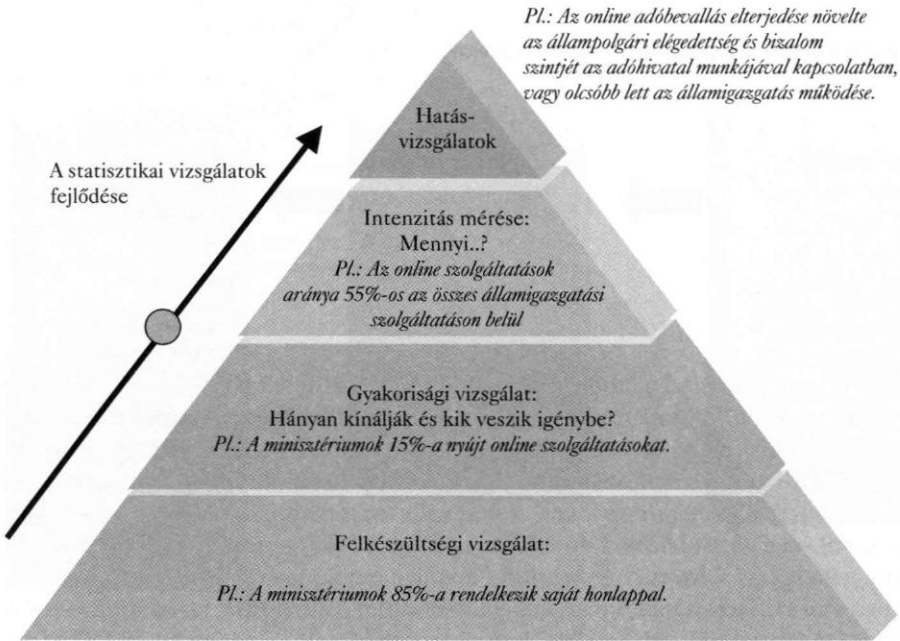 Pl.: Az online adóbevallás elterjedése növelte
az állampolgári elégedettség és bizalom
szintjét az adóhivatal munkájával kapcsolatban,
vagy olcsóbb lett az államigazgatás működése.
Hatás-
vizsgálatok
A statisztikai vizsgálatok
fejlődése
Intenzitás mérése:
Mennyi..?
Pl.: Az online szolgáltatások
aránya 55%-os az összes államigazgatási
szolgáltatáson belül
Gyakorisági vizsgálat:
Hányan kínálják és kik veszik igénybe?
Pl.: A minisztériumok 15%-a nyújt online szolgáltatásokat.
Felkészültségi vizsgálat:
Pl.: A minisztériumok 85%-a rendelkezik saját honlappal.